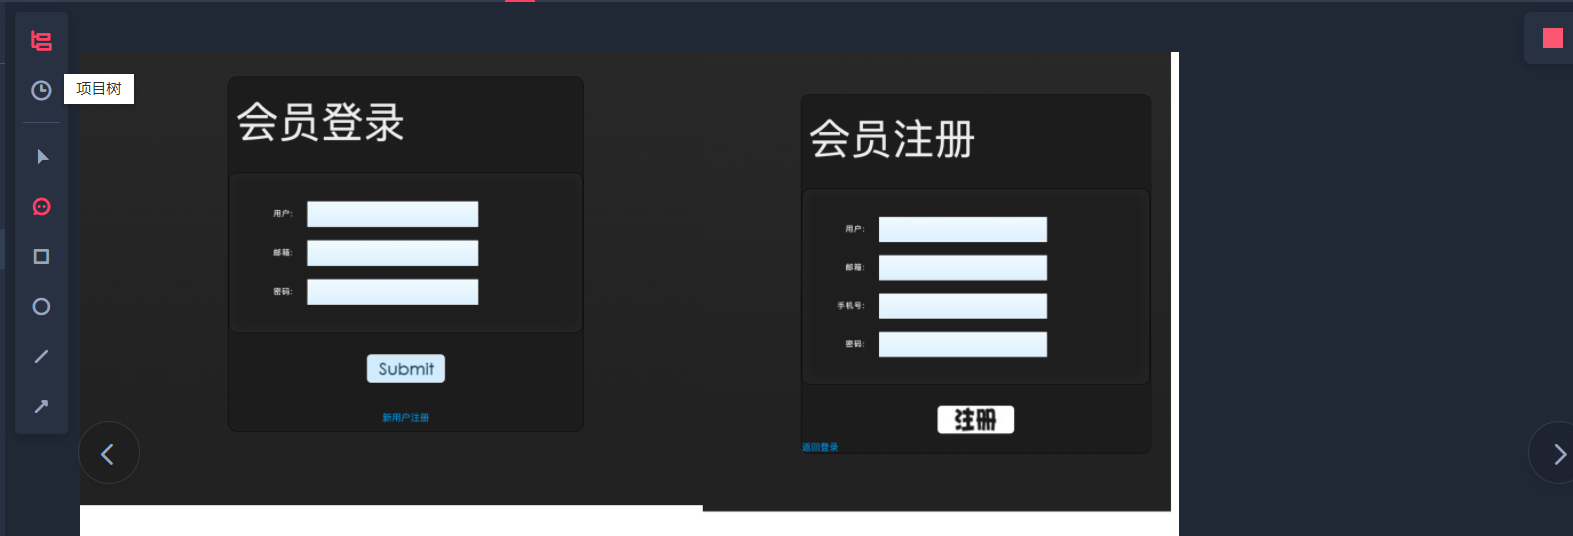 项目树
会员登录
用户:
邮箱:
密码:
Submit
新用户注册
会员注册
用户:
邮箱:
手机号:
密码:
注册
返回登录